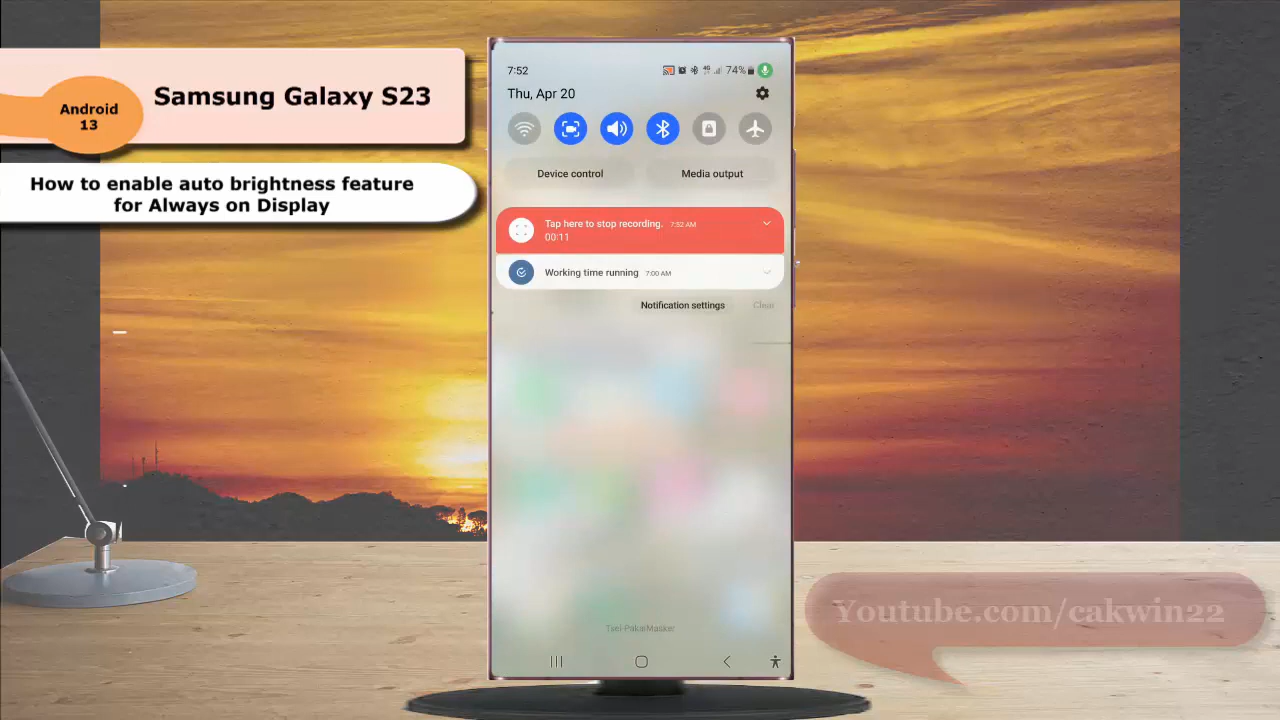 Android
13
Samsung Galaxy S23
How to enable auto brightness feature
for Always on Display
7:52
74%
Thu, Apr 20
Device control
Media output
Tap here to stop recording. 7:52 AM
00:11
Working time running 7:00 AM
Notification settings
Clear
Tsel-PakaiMasker
Youtube.com/cakwin22